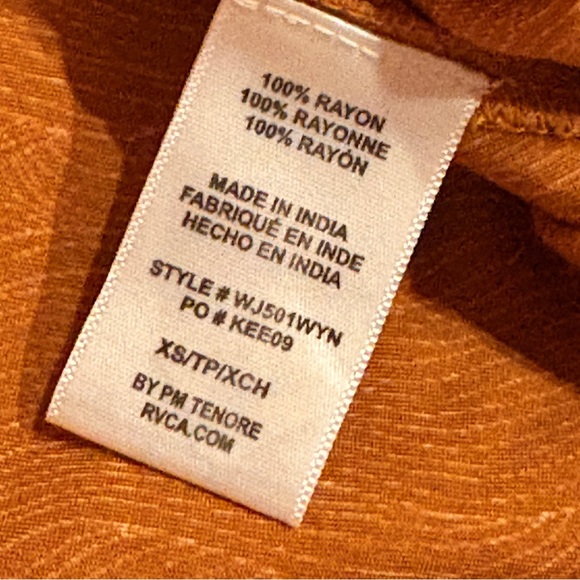 100% RAYON
100% RAYONNE
100% RAYÓN
MADE IN INDIA
FABRIQUÉ EN INDE
HECHO EN INDIA
STYLE # WJ501WYN
PO # KEE09
XS/TP/XCH
BY PM TENORE
RVCA.COM